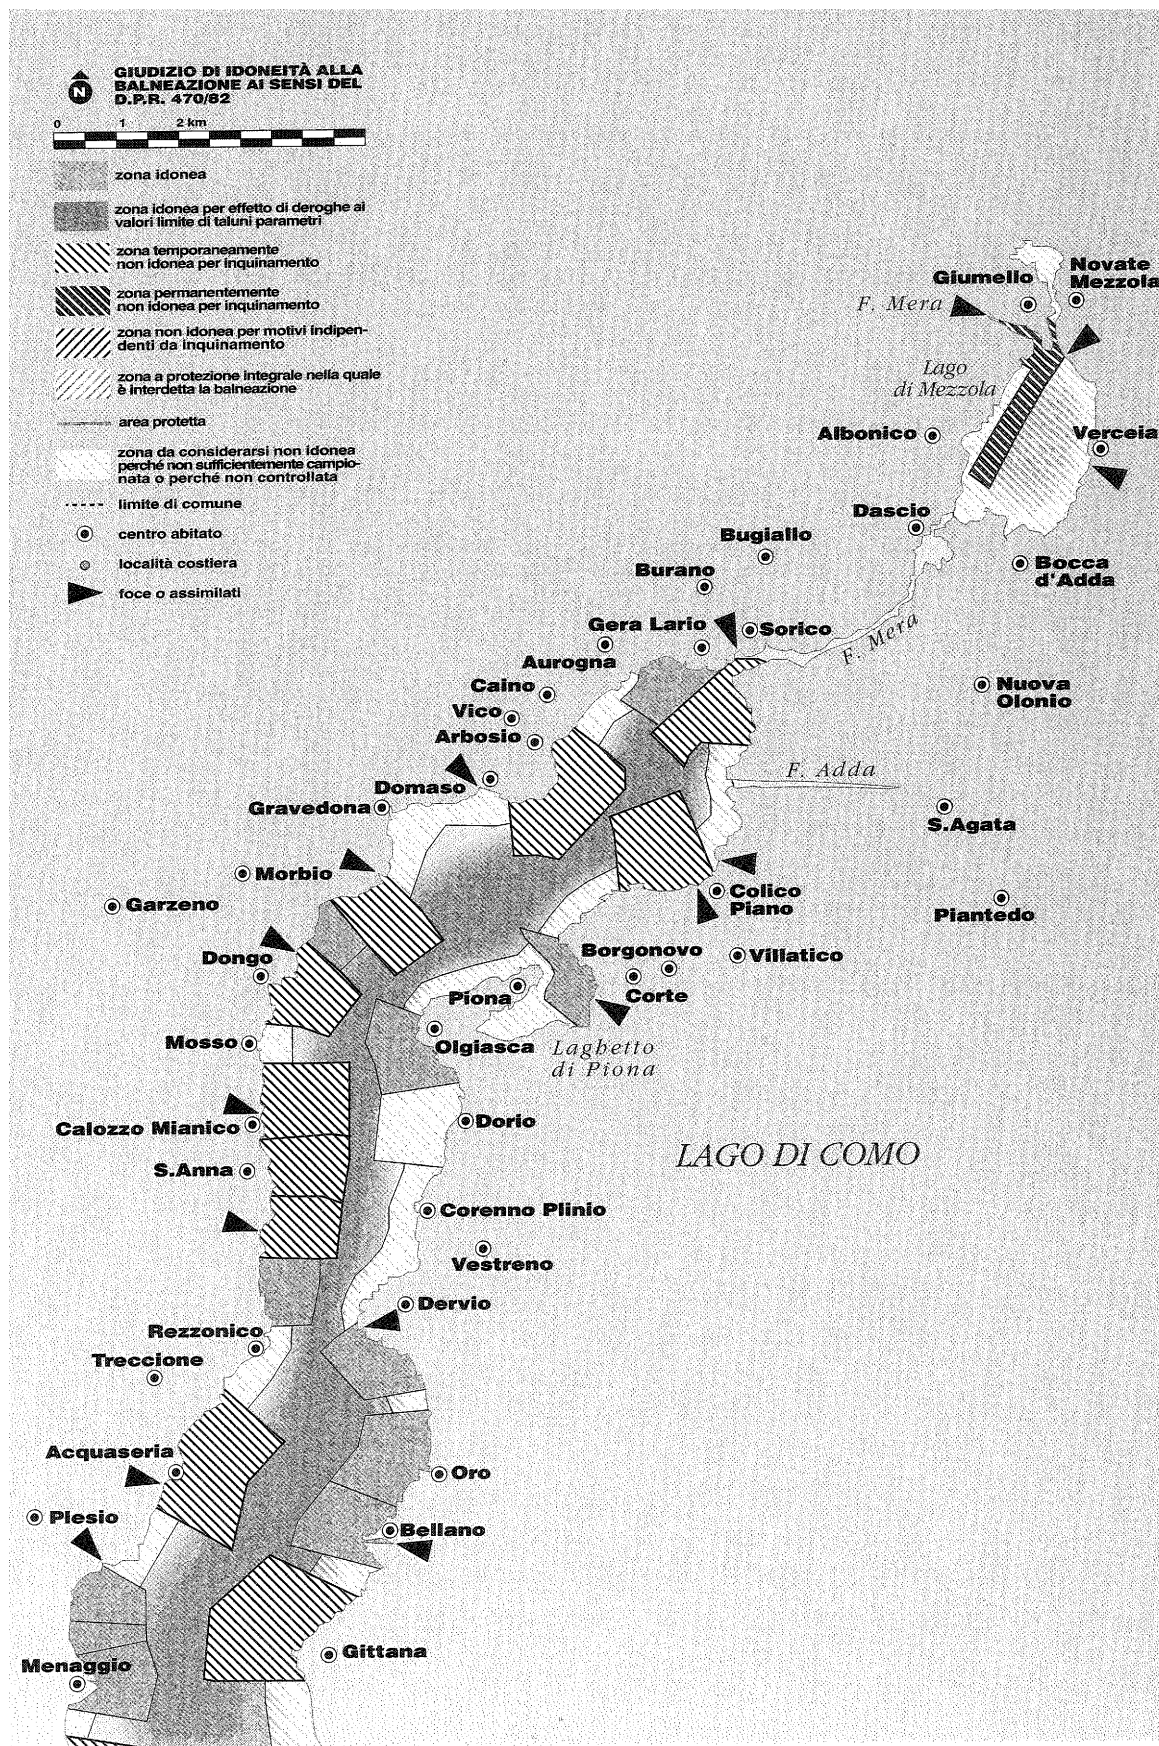 N
GIUDIZIO DI IDONEITÀ ALLA
BALNEAZIONE AI SENSI DEL
D.P.R. 470/82
0 1 2 km
zona idonea
zona idonea per effetto di deroghe ai
valori limite di taluni parametri
zona temporaneamente
non idonea per inquinamento
zona permanentemente
non idonea per inquinamento
zona non idonea per motivi indipen-
denti da inquinamento
zona a protezione integrale nella quale
è interdetta la balneazione
area protetta
zona da considerarsi non idonea
perché non sufficientemente campio-
nata o perché non controllata
limite di comune
centro abitato
località costiera
foce o assimilati
Giumello
Novate
Mezzola
F. Mera
Lago
di Mezzola
Albonico
Verceia
Dascio
Bugiallo
Burano
Bocca
d'Adda
Gera Lario
Sorico
F. Mera
Aurogna
Caino
Nuova
Olonio
Vico
Arbosio
F. Adda
Domaso
Gravedona
S.Agata
Morbio
Colico
Piano
Garzeno
Piantedo
Borgonovo
Villatico
Dongo
Piona
Corte
Mosso
Olgiasca
Laghetto
di Piona
Calozzo Mianico
Dorio
LAGO DI COMO
S.Anna
Corenno Plinio
Vestreno
Dervio
Rezzonico
Treccione
Acquaseria
Oro
Plesio
Bellano
Gittana
Menaggio